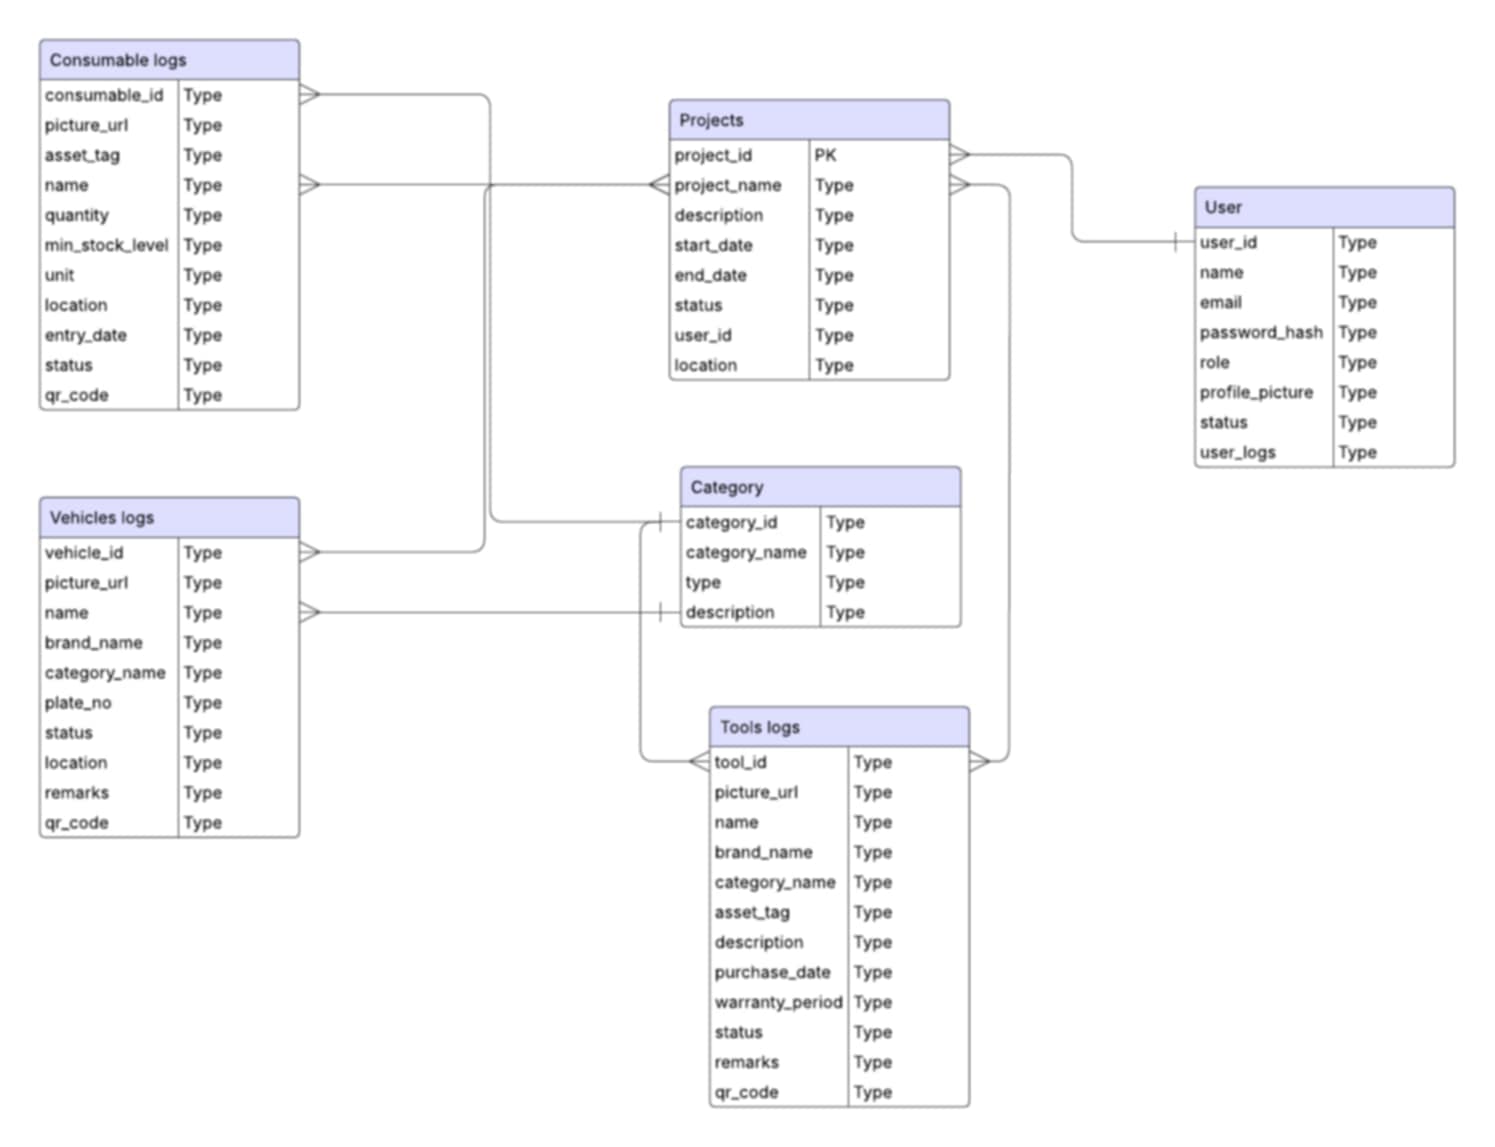 Consumable logs
consumable_id Type
picture_url Type
asset_tag Type
name Type
quantity Type
min_stock_level Type
unit Type
location Type
entry_date Type
status Type
qr_code Type
Projects
project_id PK
project_name Type
description Type
start_date Type
end_date Type
status Type
user_id Type
location Type
User
user_id Type
name Type
email Type
password_hash Type
role Type
profile_picture Type
status Type
user_logs Type
Vehicles logs
vehicle_id Type
picture_url Type
name Type
brand_name Type
category_name Type
plate_no Type
status Type
location Type
remarks Type
qr_code Type
Category
category_id Type
category_name Type
type Type
description Type
Tools logs
tool_id Type
picture_url Type
name Type
brand_name Type
category_name Type
asset_tag Type
description Type
purchase_date Type
warranty_period Type
status Type
remarks Type
qr_code Type